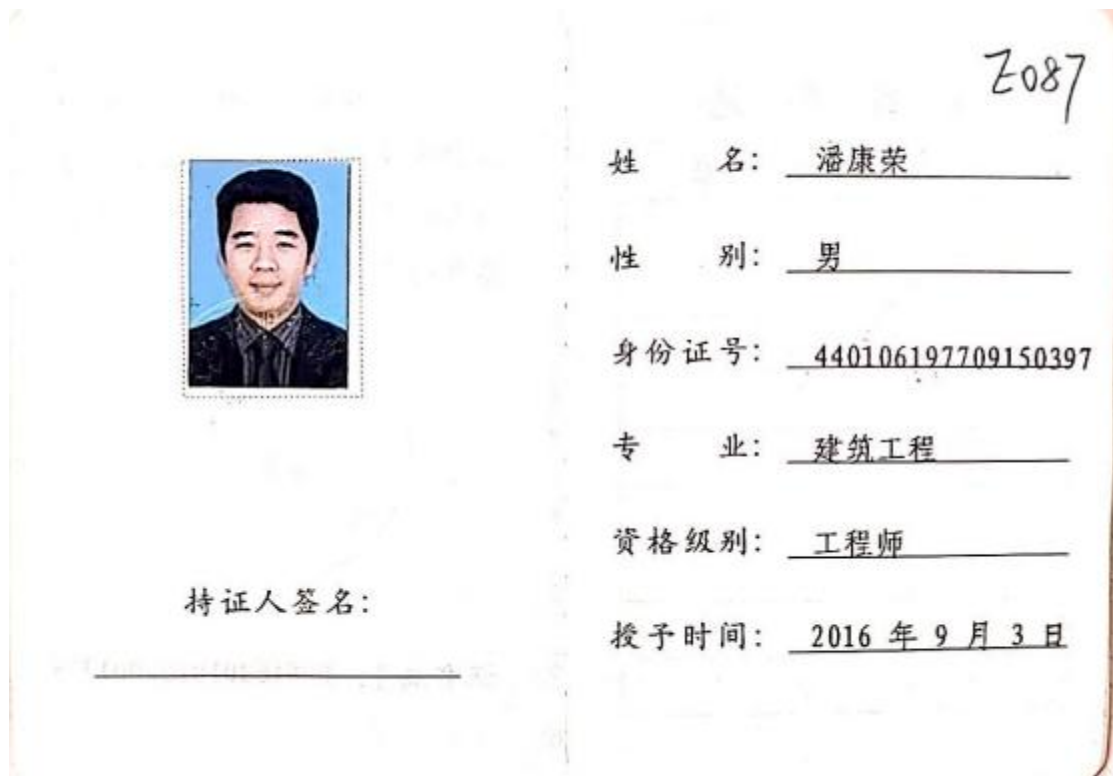 Z087
姓 名: 潘康荣
性 别: 男
身份证号: 440106197709150397
专 业: 建筑工程
资格级别: 工程师
授予时间: 2016 年 9 月 3 日
持证人签名: